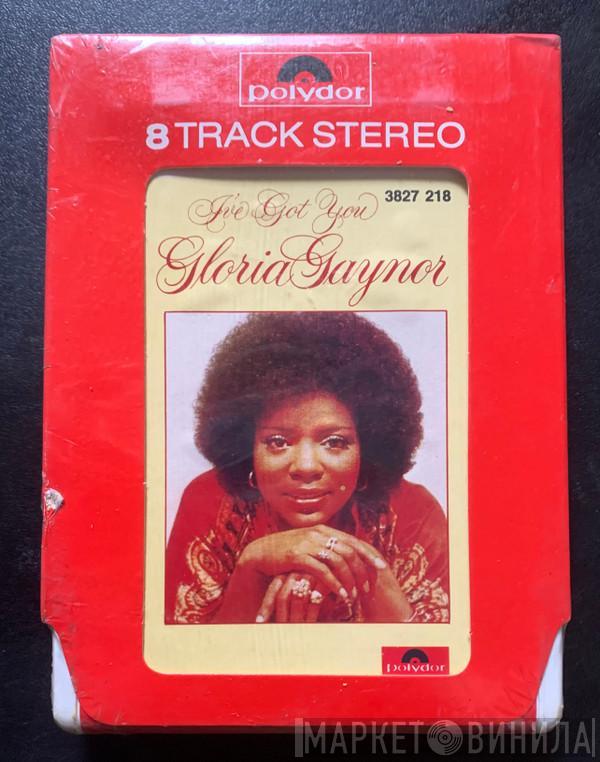 polydor
8 TRACK STEREO
I've Got You
3827 218
Gloria Gaynor
polydor
МАРКЕТ ВИНИЛА